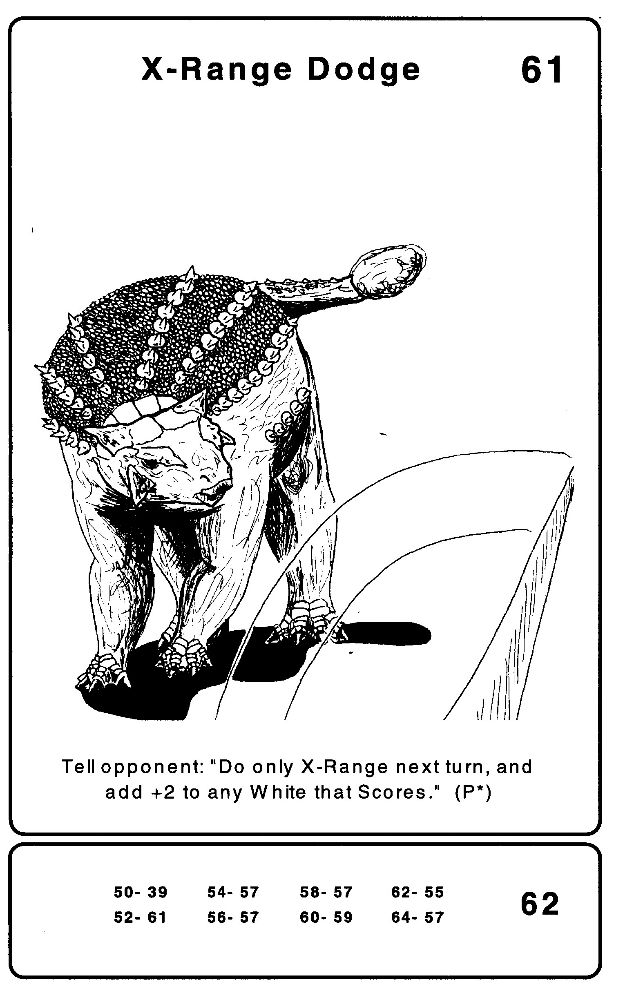 X-Range Dodge 61
Tell opponent: "Do only X-Range next turn, and
add +2 to any White that Scores." (P*)
50- 39 54- 57 58- 57 62- 55
52- 61 56- 57 60- 59 64- 57
62